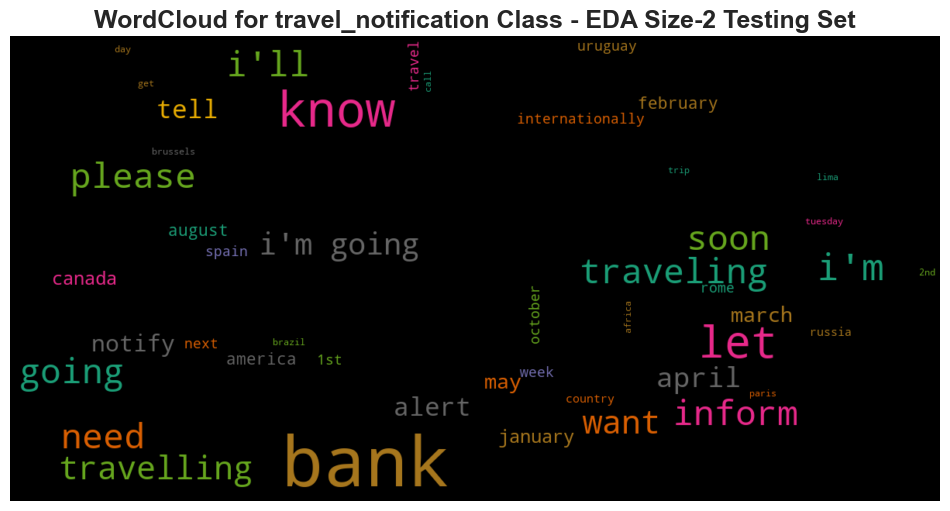 WordCloud for travel_notification Class - EDA Size-2 Testing Set
day
i'll
travel
call
uruguay
get
tell
know
february
internationally
brussels
please
trip
lima
august
spain
i'm going
soon
tuesday
canada
traveling
i'm
2nd
rome
october
africa
march
russia
notify
next
brazil
america
1st
let
going
week
may
april
country
paris
alert
want
inform
need
january
travelling
bank